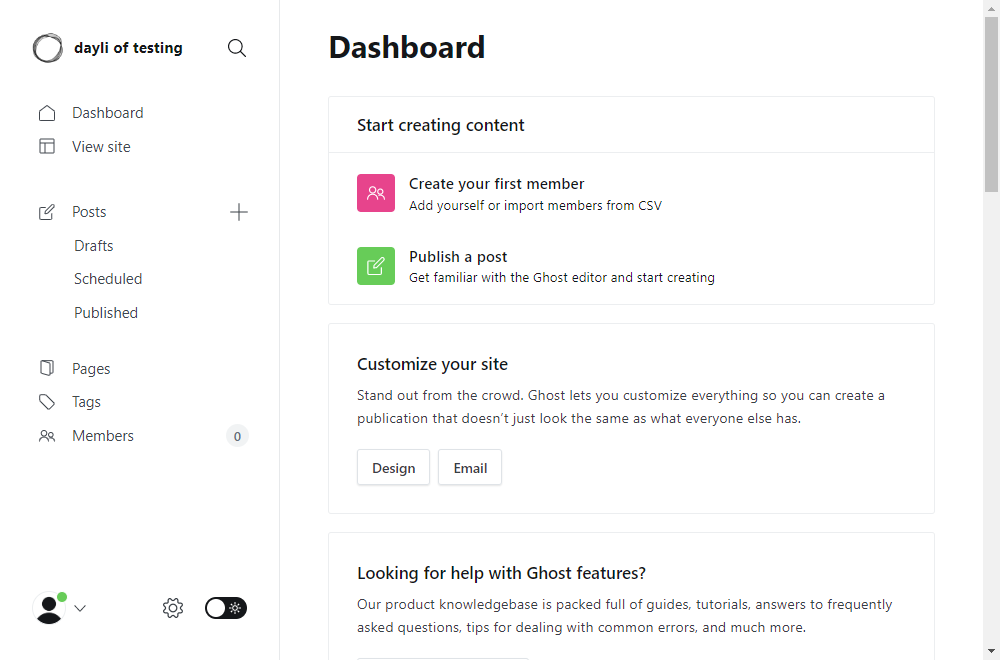 dayli of testing
Dashboard
View site
Posts
Drafts
Scheduled
Published
Pages
Tags
Members
0
Dashboard
Start creating content
Create your first member
Add yourself or import members from CSV
Publish a post
Get familiar with the Ghost editor and start creating
Customize your site
Stand out from the crowd. Ghost lets you customize everything so you can create a
publication that doesn’t just look the same as what everyone else has.
Design
Email
Looking for help with Ghost features?
Our product knowledgebase is packed full of guides, tutorials, answers to frequently
asked questions, tips for dealing with common errors, and much more.